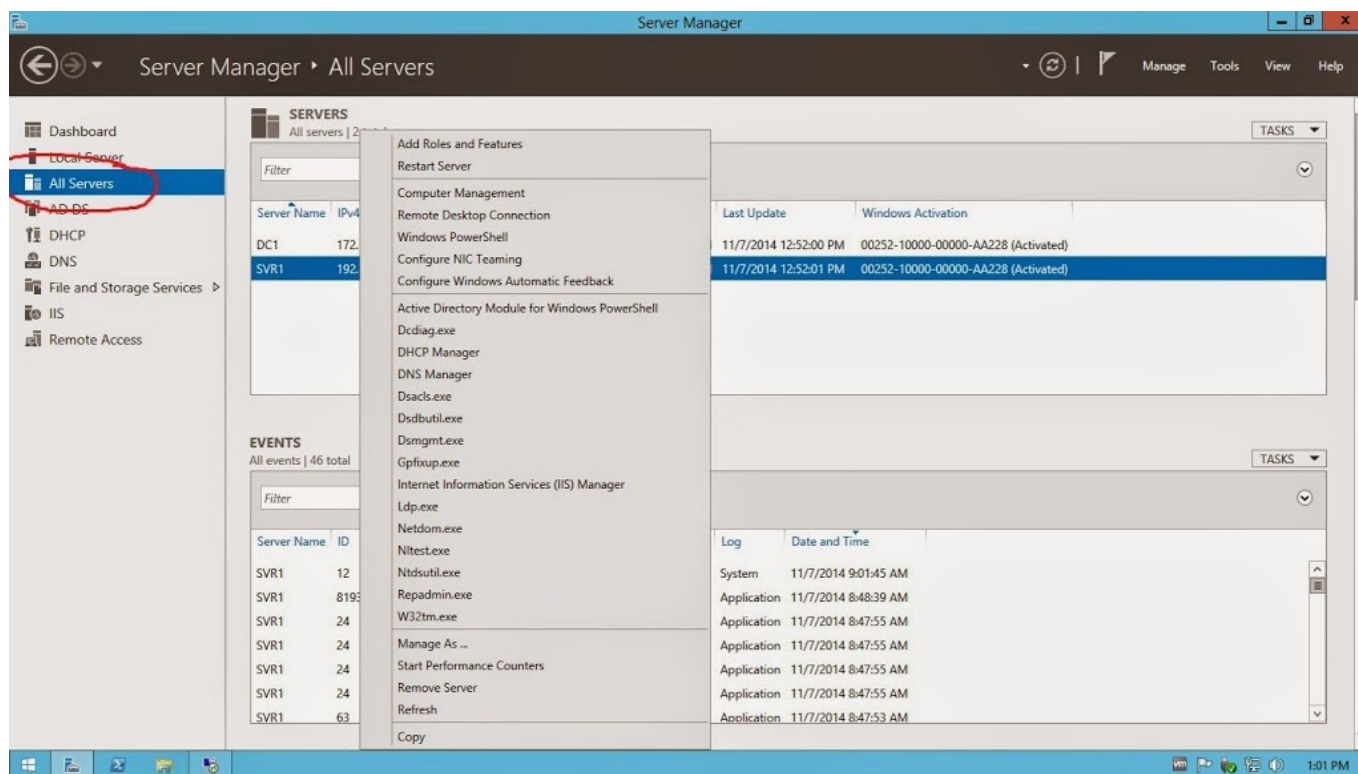 Server Manager
Server Manager ‣ All Servers
Manage Tools View Help
Dashboard
Local Server
All Servers
AD DS
DHCP
DNS
File and Storage Services
IIS
Remote Access
SERVERS
All servers | 2
TASKS
Filter
Server Name IPv4 Last Update Windows Activation
DC1 172. 11/7/2014 12:52:00 PM 00252-10000-00000-AA228 (Activated)
SVR1 192. 11/7/2014 12:52:01 PM 00252-10000-00000-AA228 (Activated)
Add Roles and Features
Restart Server
Computer Management
Remote Desktop Connection
Windows PowerShell
Configure NIC Teaming
Configure Windows Automatic Feedback
Active Directory Module for Windows PowerShell
Dcdiag.exe
DHCP Manager
DNS Manager
Dsacls.exe
Dsdbutil.exe
Dsmgmt.exe
Gpfixup.exe
Internet Information Services (IIS) Manager
Ldp.exe
Netdom.exe
Nltest.exe
Ntdsutil.exe
Repadmin.exe
W32tm.exe
Manage As ...
Start Performance Counters
Remove Server
Refresh
Copy
EVENTS
All events | 46 total
TASKS
Filter
Server Name ID Log Date and Time
SVR1 12 System 11/7/2014 9:01:45 AM
SVR1 8193 Application 11/7/2014 8:48:39 AM
SVR1 24 Application 11/7/2014 8:47:55 AM
SVR1 24 Application 11/7/2014 8:47:55 AM
SVR1 24 Application 11/7/2014 8:47:55 AM
SVR1 24 Application 11/7/2014 8:47:55 AM
SVR1 63 Application 11/7/2014 8:47:53 AM
1:01 PM